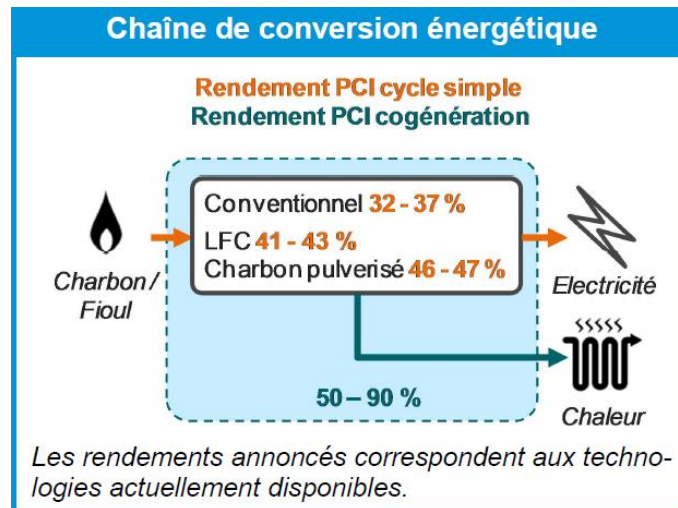 Chaîne de conversion énergétique
Rendement PCI cycle simple
Rendement PCI cogénération
Conventionnel 32 - 37 %
LFC 41 - 43 %
Charbon pulverisé 46 - 47 %
Charbon /
Fioul
Electricité
50 – 90 %
Chaleur
Les rendements annoncés correspondent aux techno-
logies actuellement disponibles.